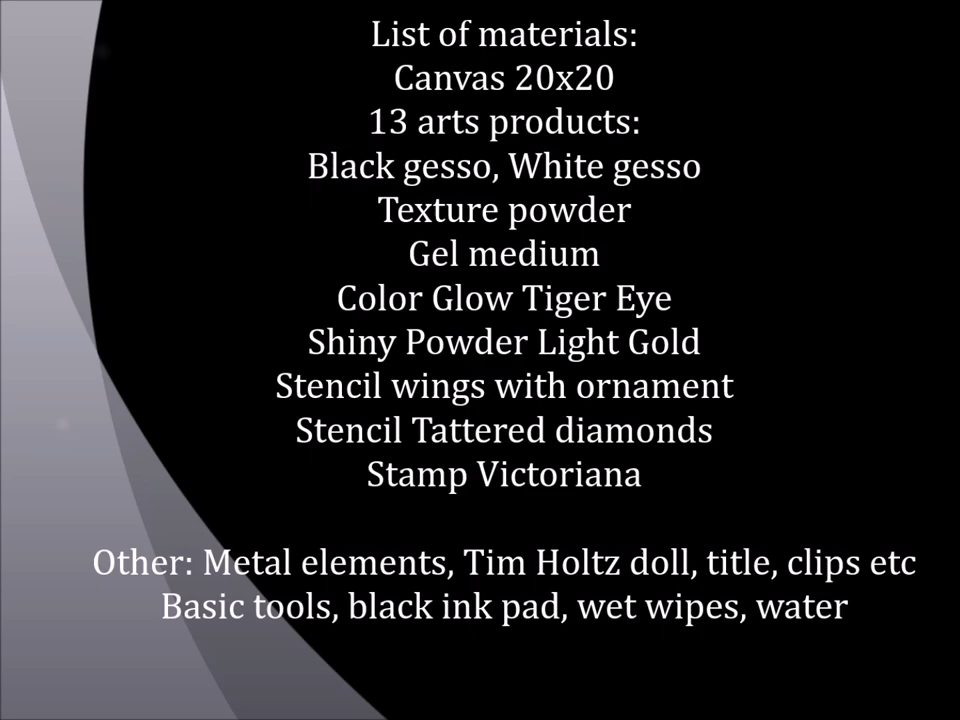 List of materials:
Canvas 20x20
13 arts products:
Black gesso, White gesso
Texture powder
Gel medium
Color Glow Tiger Eye
Shiny Powder Light Gold
Stencil wings with ornament
Stencil Tattered diamonds
Stamp Victoriana
Other: Metal elements, Tim Holtz doll, title, clips etc
Basic tools, black ink pad, wet wipes, water